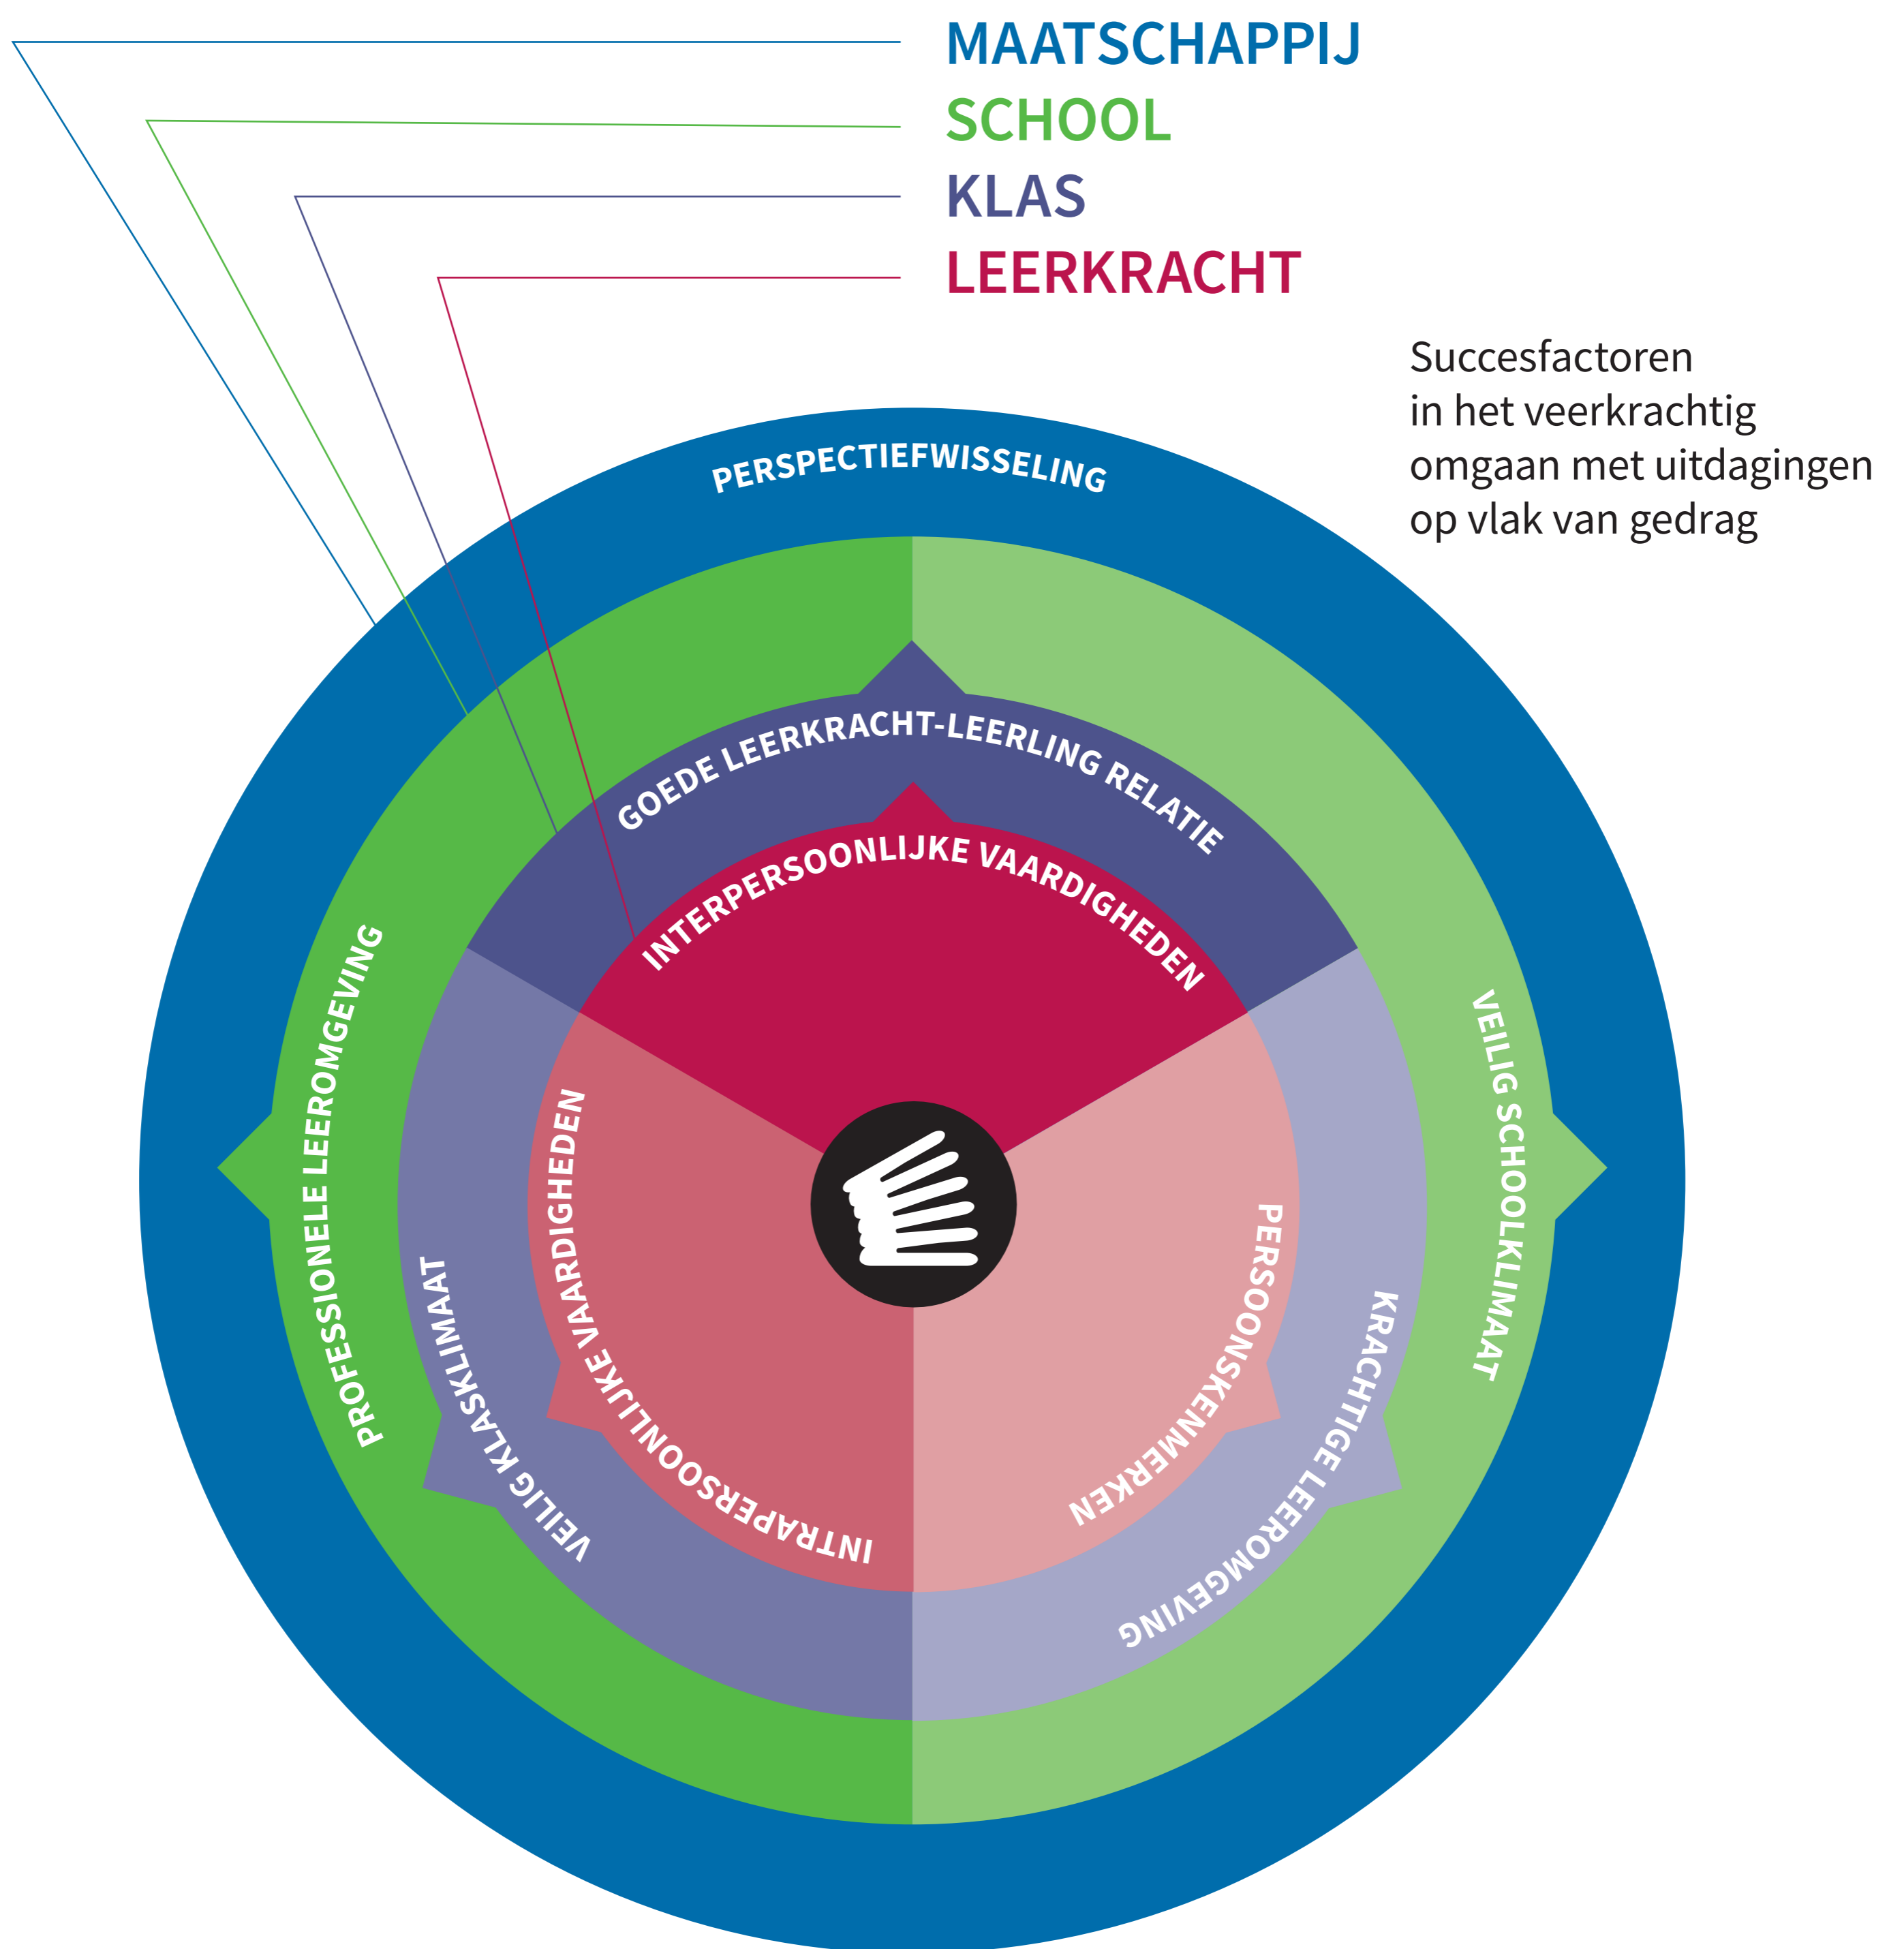 MAATSCHAPPIJ
SCHOOL
KLAS
LEERKRACHT
Succesfactoren
in het veerkrachtig
omgaan met uitdagingen
op vlak van gedrag
PERSPECTIEFWISSELING
GOEDE LEERKRACHT-LEERLING RELATIE
INTERPERSOONLIJKE VAARDIGHEDEN
PROFESSIONELE LEEROMGEVING
VEILIG SCHOOLKLIMAAT
VEILIG KLASKLIMAAT
INTRAPERSOONLIJKE VAARDIGHEDEN
PERSOONSKENMERKEN
KRACHTIGE LEEROMGEVING